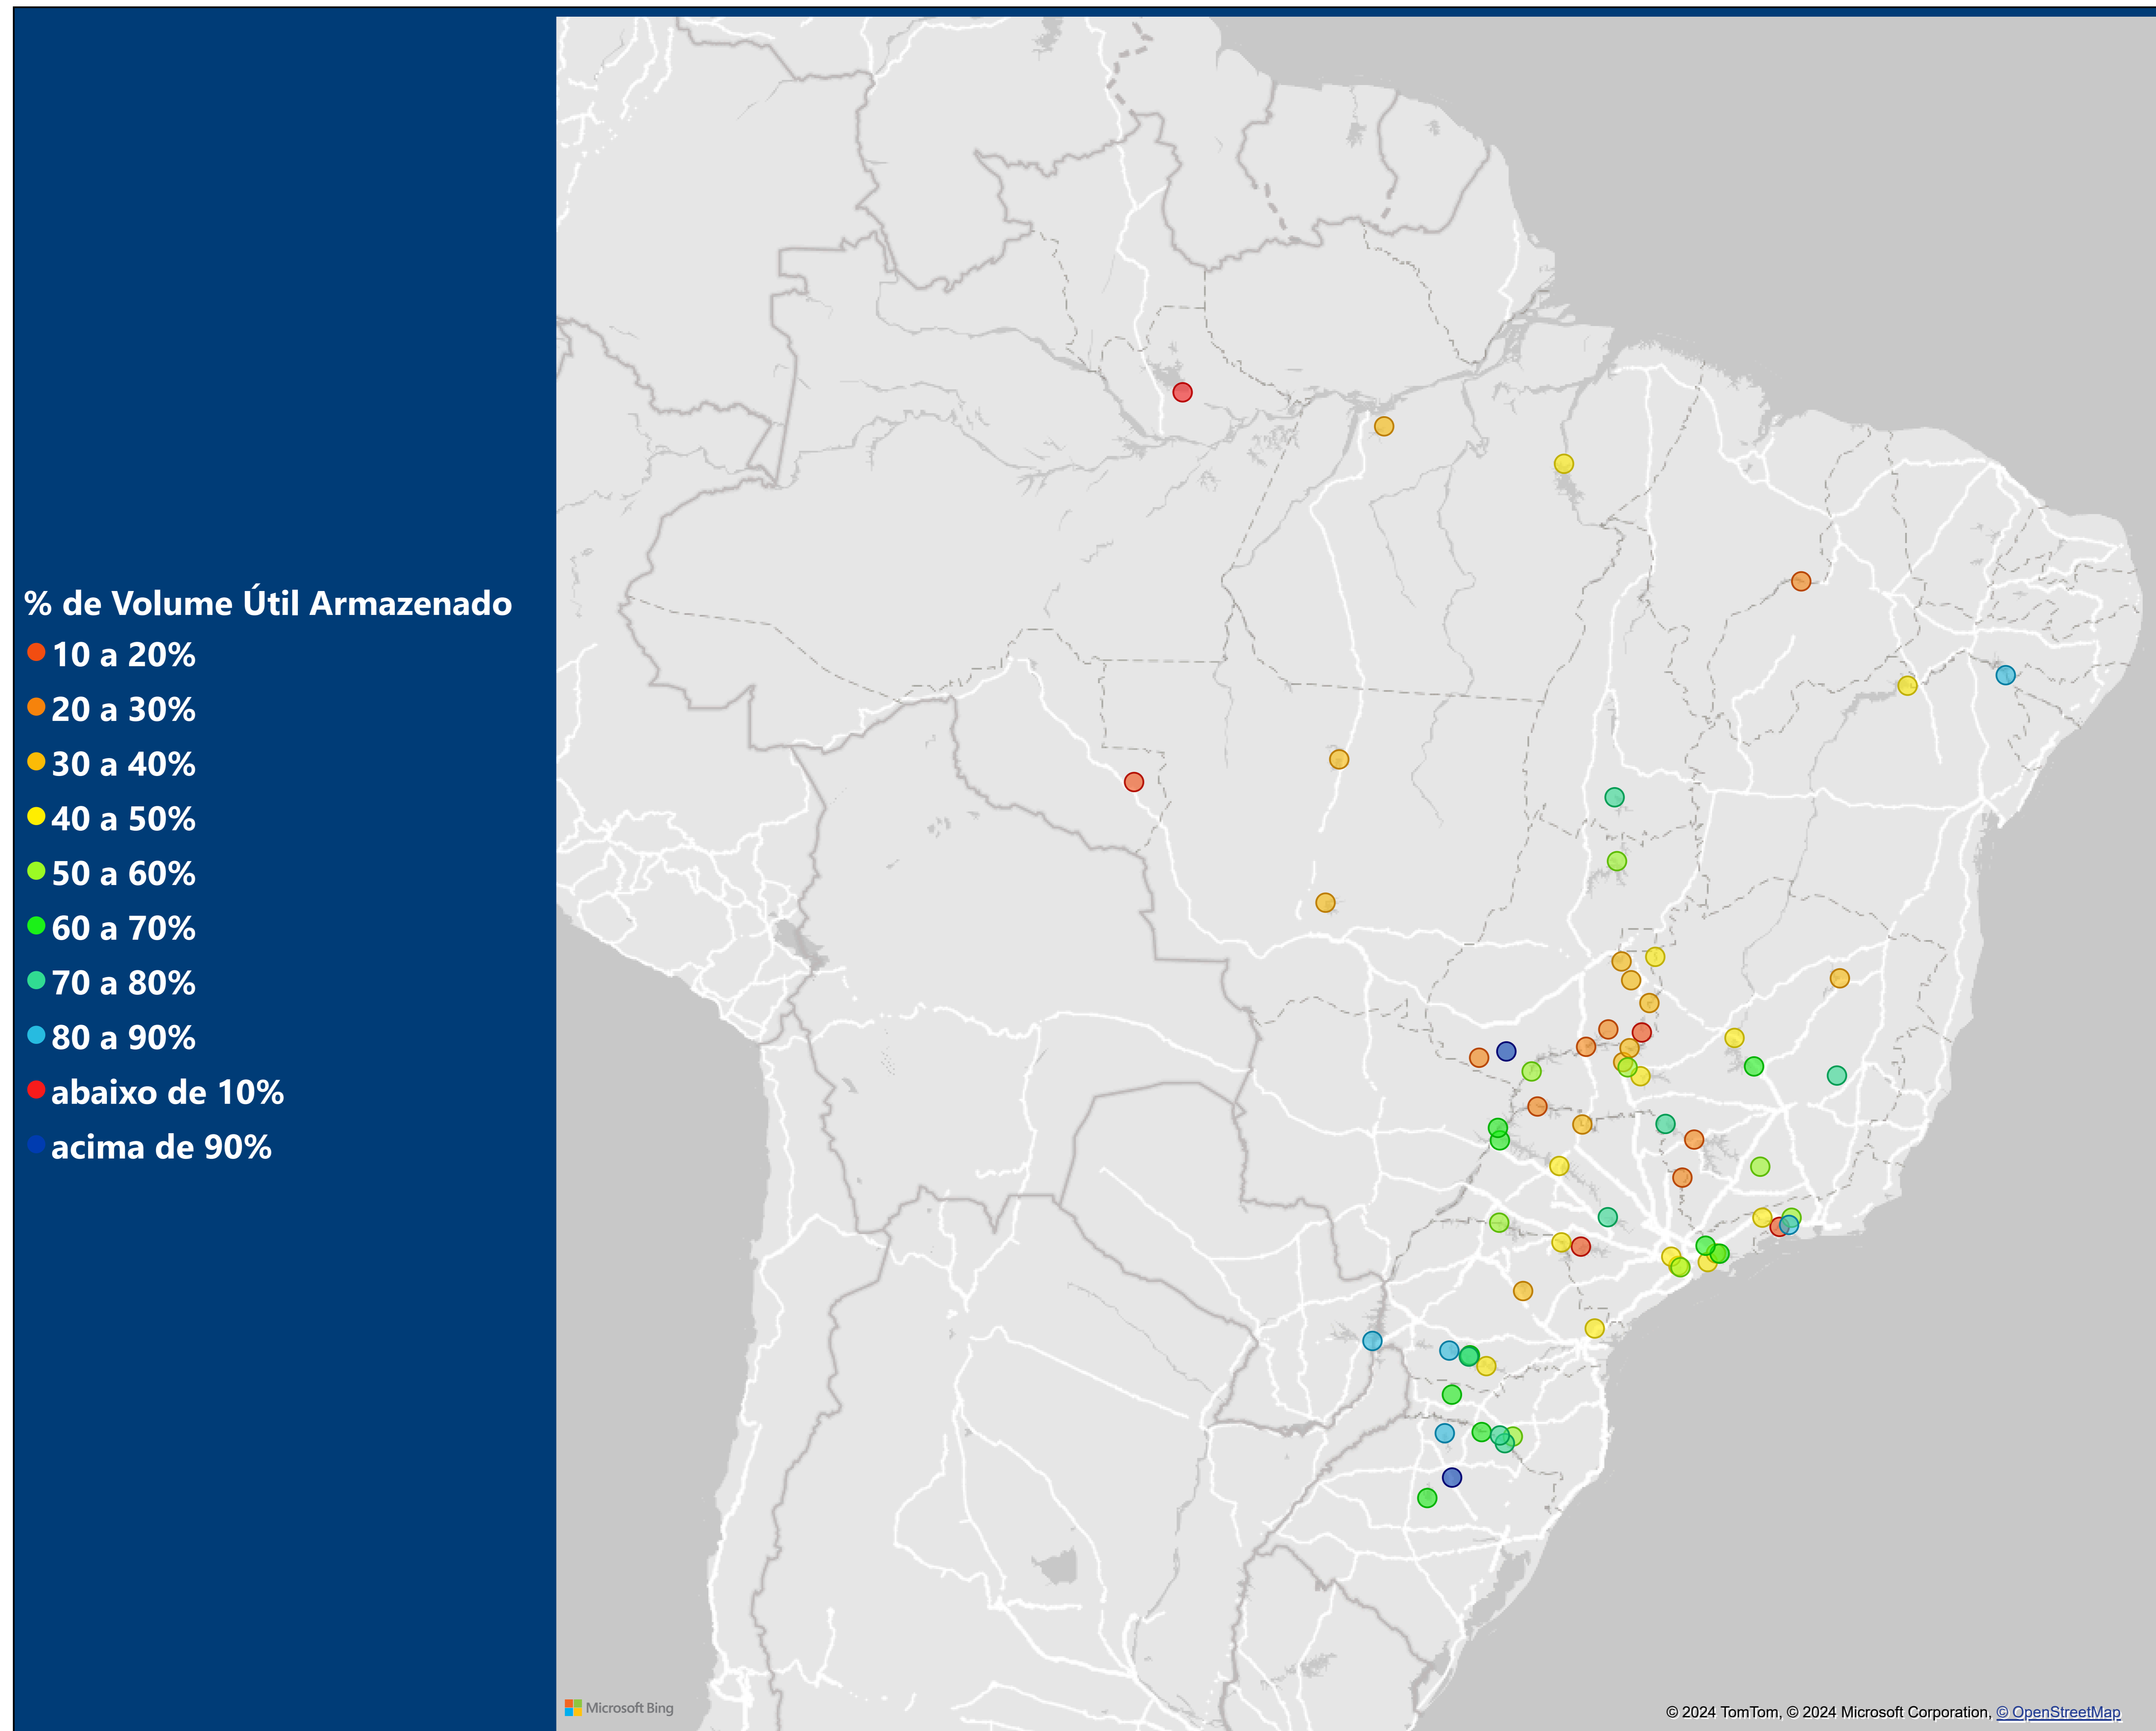 % de Volume Útil Armazenado
10 a 20%
20 a 30%
30 a 40%
40 a 50%
50 a 60%
60 a 70%
70 a 80%
80 a 90%
abaixo de 10%
acima de 90%
Microsoft Bing
© 2024 TomTom, © 2024 Microsoft Corporation, © OpenStreetMap